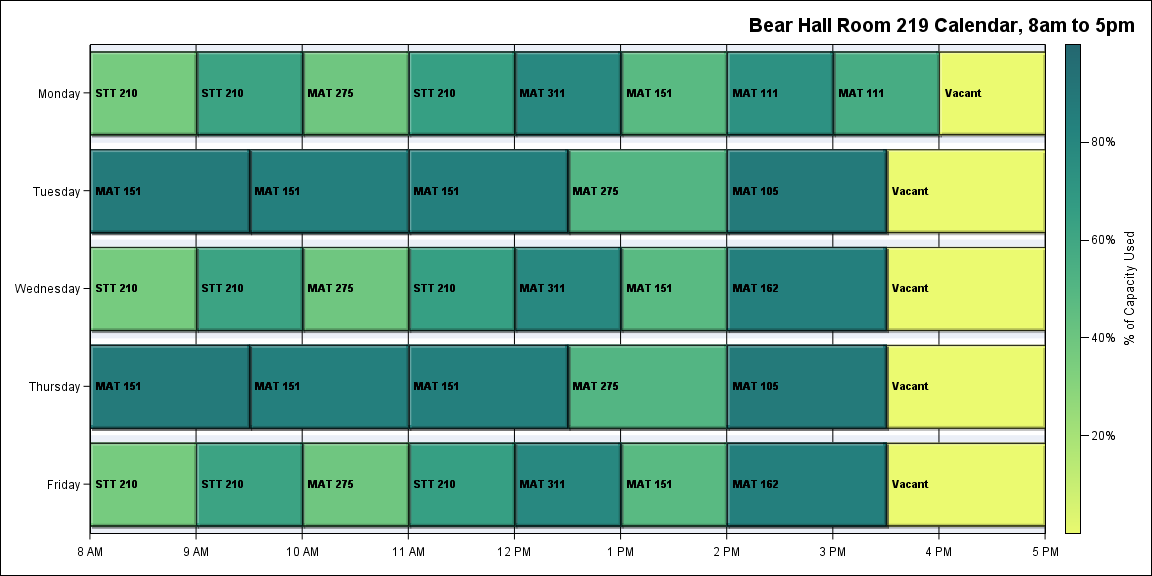 Bear Hall Room 219 Calendar, 8am to 5pm
Monday
STT 210
STT 210
MAT 275
STT 210
MAT 311
MAT 151
MAT 111
MAT 111
Vacant
Tuesday
MAT 151
MAT 151
MAT 151
MAT 275
MAT 105
Vacant
Wednesday
STT 210
STT 210
MAT 275
STT 210
MAT 311
MAT 151
MAT 162
Vacant
Thursday
MAT 151
MAT 151
MAT 151
MAT 275
MAT 105
Vacant
Friday
STT 210
STT 210
MAT 275
STT 210
MAT 311
MAT 151
MAT 162
Vacant
8 AM
9 AM
10 AM
11 AM
12 PM
1 PM
2 PM
3 PM
4 PM
5 PM
80%
60%
40%
20%
% of Capacity Used